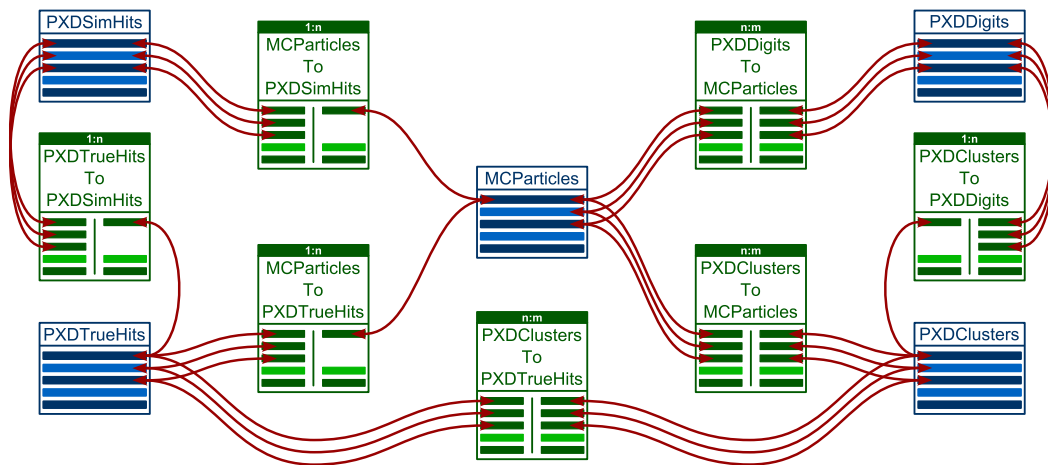 PXDSimHits
1:n
MCParticles
To
PXDSimHits
n:m
PXDDigits
To
MCParticles
PXDDigits
1:n
PXDTrueHits
To
PXDSimHits
MCParticles
1:n
PXDClusters
To
PXDDigits
1:n
MCParticles
To
PXDTrueHits
n:m
PXDClusters
To
MCParticles
PXDTrueHits
n:m
PXDClusters
To
PXDTrueHits
PXDClusters